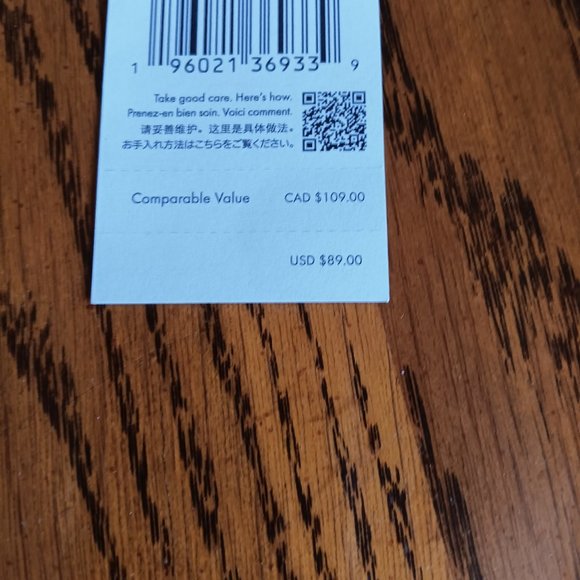 1 96021 36933 9
Take good care. Here's how.
Prenez-en bien soin. Voici comment.
请妥善维护。这里是具体做法。
お手入れ方法はこちらをご覧ください。
Comparable Value CAD $109.00
USD $89.00